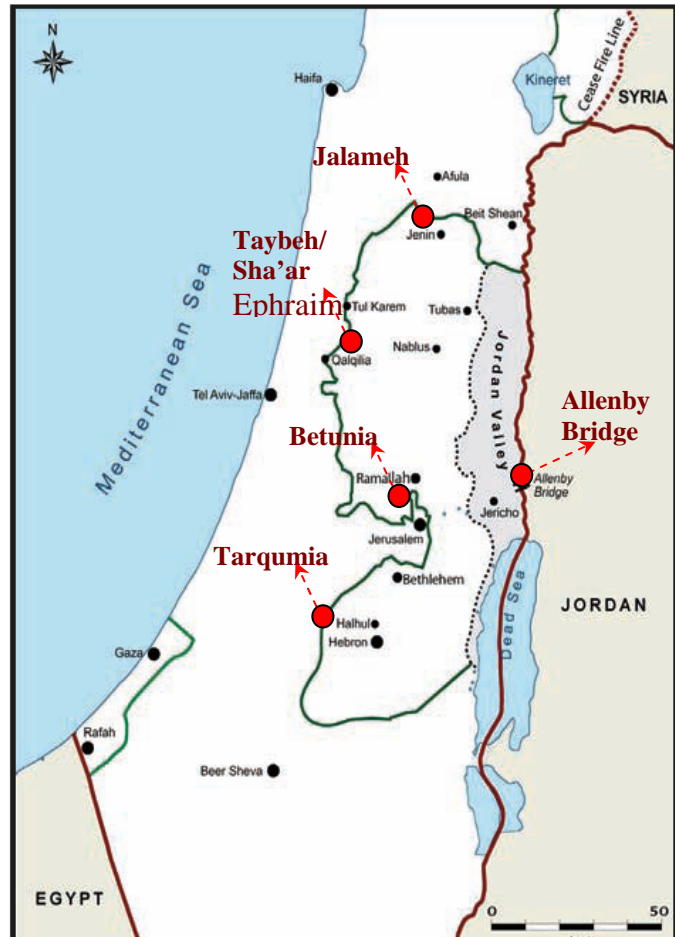 N
Haifa
Kineret
Cease Fire Line
SYRIA
Jalameh
Afula
Beit Shean
Jenin
Taybeh/
Sha’ar
Ephraim
Tul Karem
Tubas
Nablus
Qalqilia
Jordan Valley
Mediterranean Sea
Tel Aviv-Jaffa
Allenby
Bridge
Betunia
Ramallah
Allenby
Bridge
Jericho
Jerusalem
Tarqumia
Bethlehem
Dead Sea
JORDAN
Halhul
Hebron
Gaza
Rafah
Beer Sheva
EGYPT
0
50